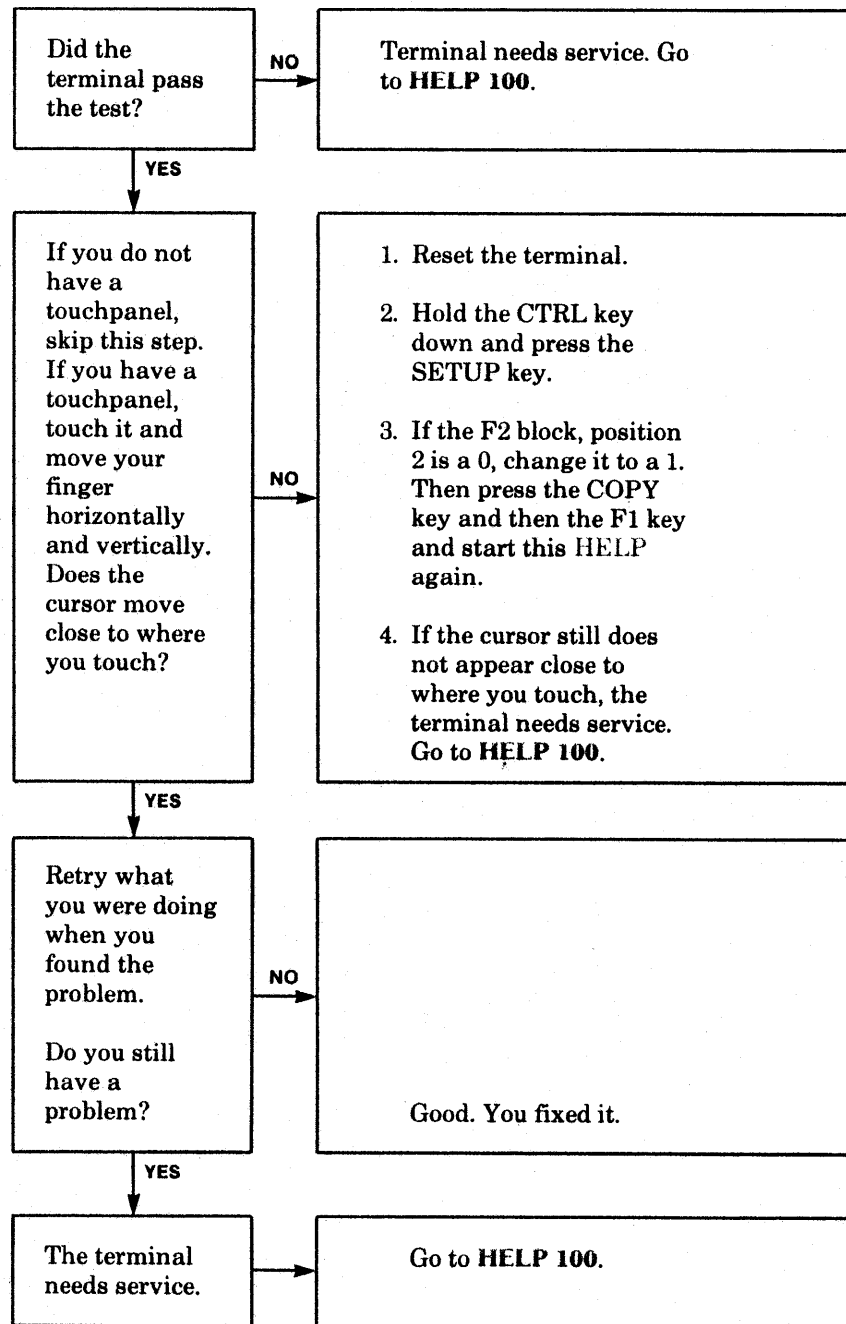 Did the
terminal pass
the test?
NO
Terminal needs service. Go
to HELP 100.
YES
If you do not
have a
touchpanel,
skip this step.
If you have a
touchpanel,
touch it and
move your
finger
horizontally
and vertically.
Does the
cursor move
close to where
you touch?
NO
1. Reset the terminal.
2. Hold the CTRL key
down and press the
SETUP key.
3. If the F2 block, position
2 is a 0, change it to a 1.
Then press the COPY
key and then the F1 key
and start this HELP
again.
4. If the cursor still does
not appear close to
where you touch, the
terminal needs service.
Go to HELP 100.
YES
Retry what
you were doing
when you
found the
problem.
Do you still
have a
problem?
NO
Good. You fixed it.
YES
The terminal
needs service.
Go to HELP 100.